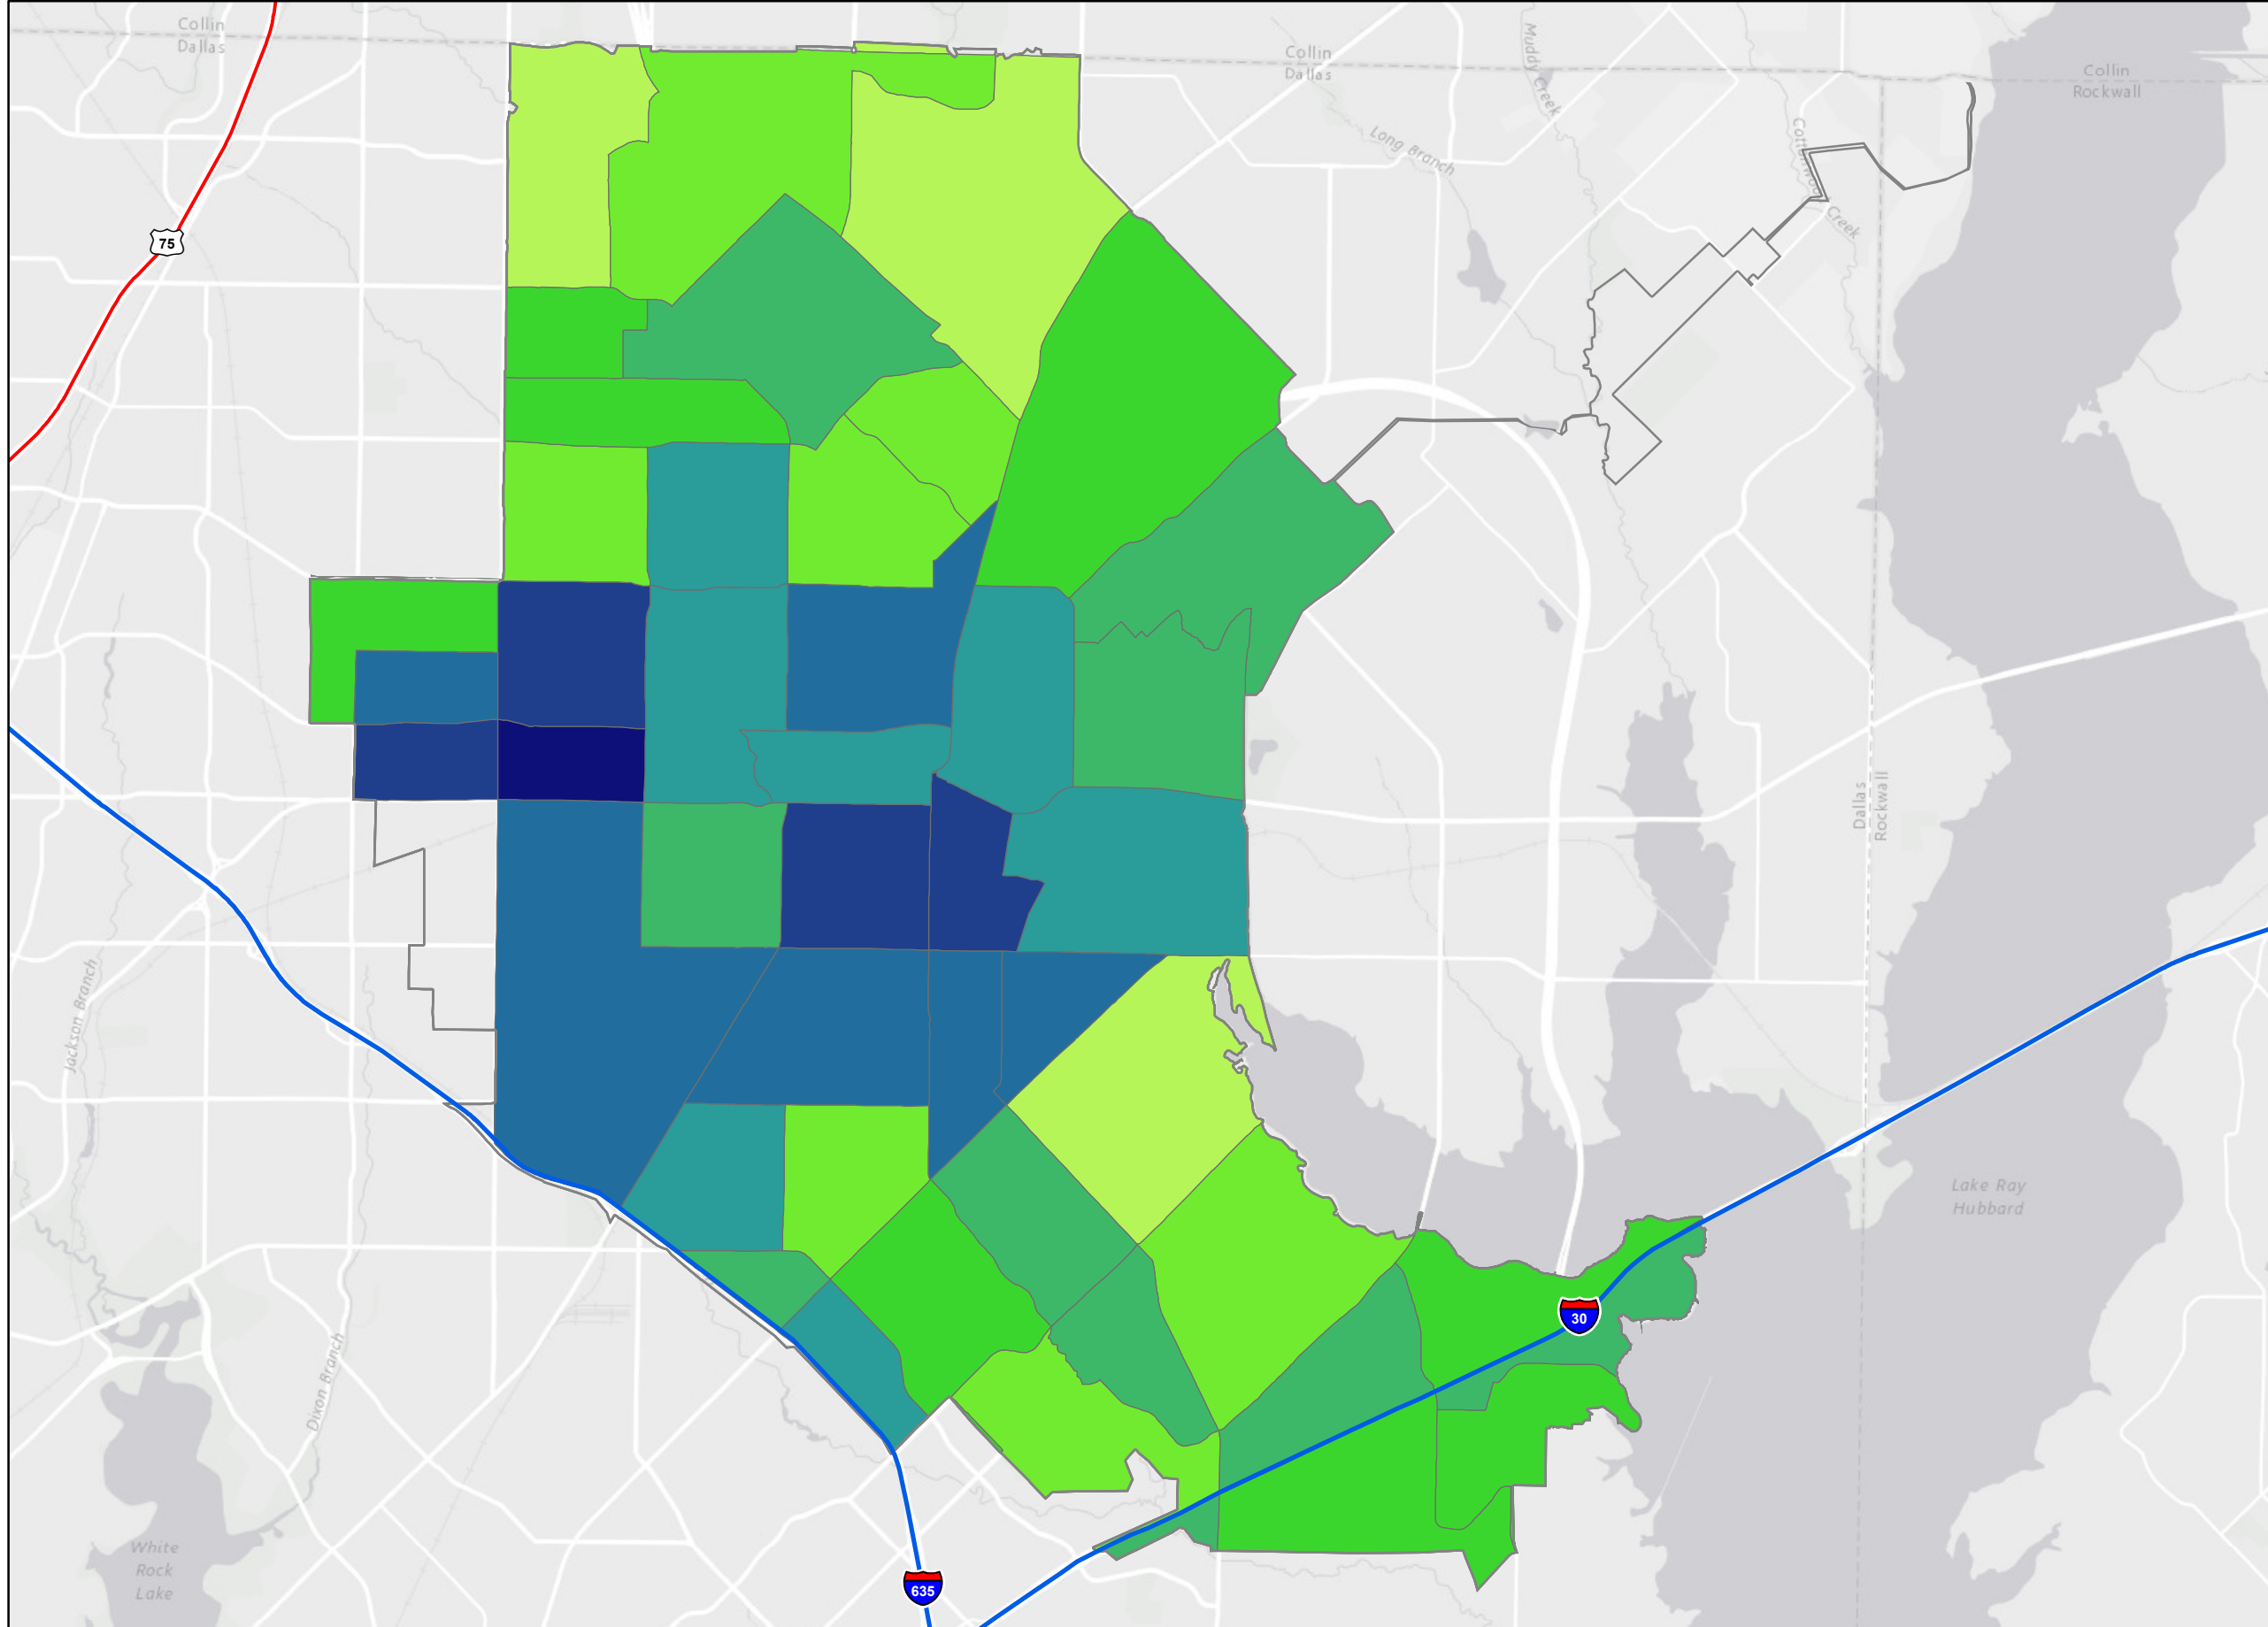 Collin
Dallas
Collin
Dallas
Collin
Rockwall
Muddy Creek
Long Branch
Cottonwood
Creek
75
Dallas
Rockwall
Jackson Branch
Lake Ray
Hubbard
30
Dixon Branch
White
Rock
Lake
635